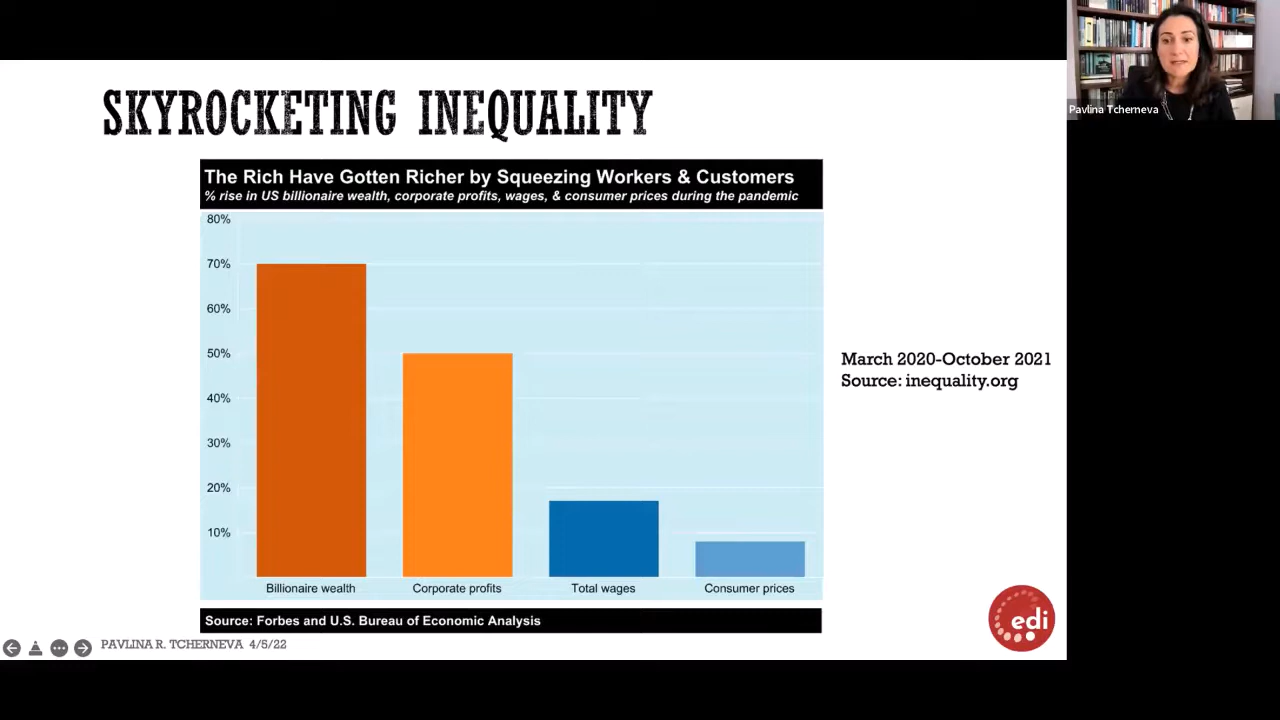 Pavlina Tcherneva
SKYROCKETING INEQUALITY
The Rich Have Gotten Richer by Squeezing Workers & Customers
% rise in US billionaire wealth, corporate profits, wages, & consumer prices during the pandemic
80%
70%
60%
50%
40%
30%
20%
10%
Billionaire wealth
Corporate profits
Total wages
Consumer prices
March 2020-October 2021
Source: inequality.org
Source: Forbes and U.S. Bureau of Economic Analysis
edi
PAVLINA R. TCHERNEVA 4/5/22